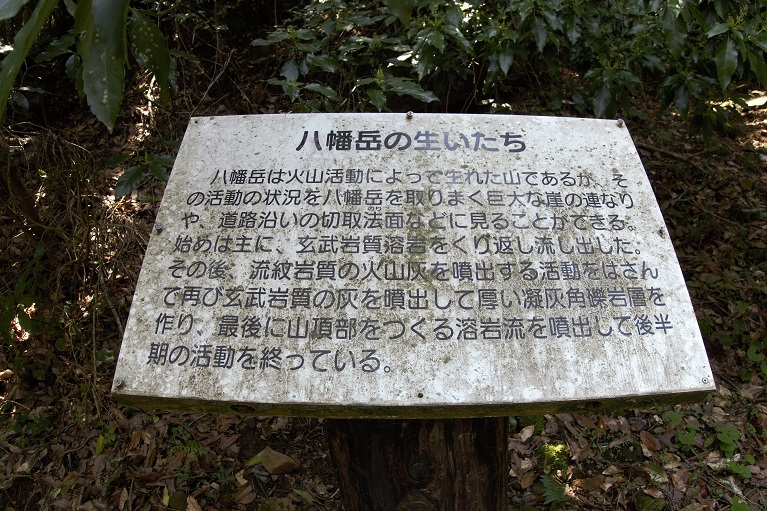 八幡岳の生いたち
八幡岳は火山活動によって生れた山であるが、そ
の活動の状況を八幡岳を取りまく巨大な崖の連なり
や、道路沿いの切取法面などに見ることができる。
始めは主に、玄武岩質溶岩をくり返し流し出した。
その後、流紋岩質の火山灰を噴出する活動をはさん
で再び玄武岩質の灰を噴出して厚い凝灰角礫岩層を
作り、最後に山頂部をつくる溶岩流を噴出して後半
期の活動を終っている。